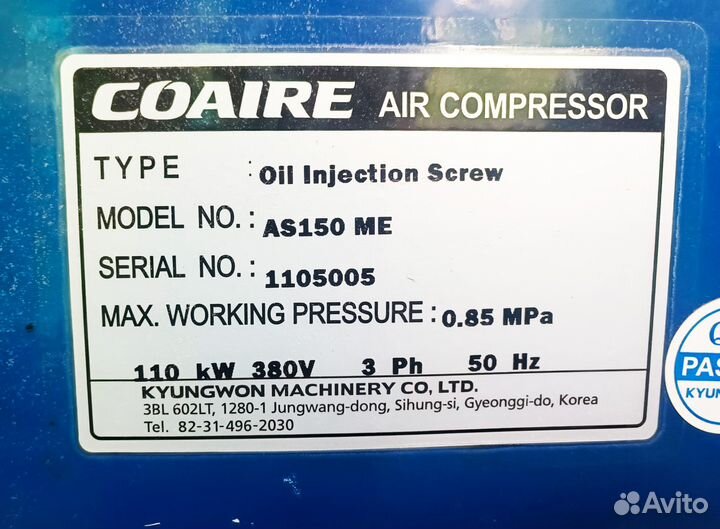 COAIRE AIR COMPRESSOR
TYPE : Oil Injection Screw
MODEL NO. : AS150 ME
SERIAL NO. : 1105005
MAX. WORKING PRESSURE : 0.85 MPa
110 kW 380V 3 Ph 50 Hz
KYUNGWON MACHINERY CO, LTD.
3BL 602LT, 1280-1 Jungwang-dong, Sihung-si, Gyeonggi-do, Korea
Tel. 82-31-496-2030
PAS
KYUN
Avito